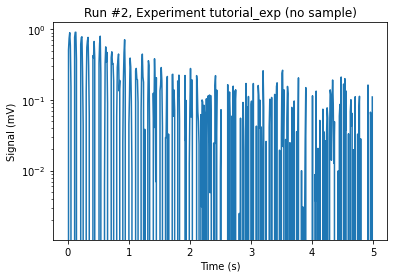 Run #2, Experiment tutorial_exp (no sample)
Signal (mV)
10⁰
10⁻¹
10⁻²
0 1 2 3 4 5
Time (s)